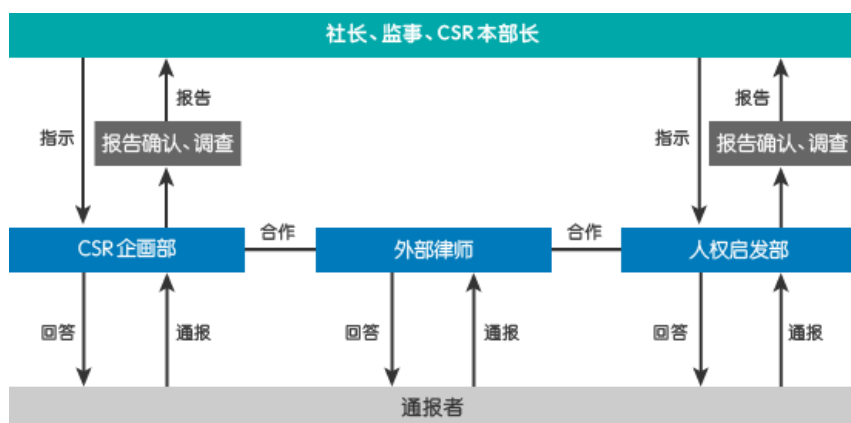 社长、监事、CSR本部长
报告
报告
指示
报告确认、调查
指示
报告确认、调查
合作
合作
CSR企画部
外部律师
人权启发部
回答
通报
回答
通报
回答
通报
通报者